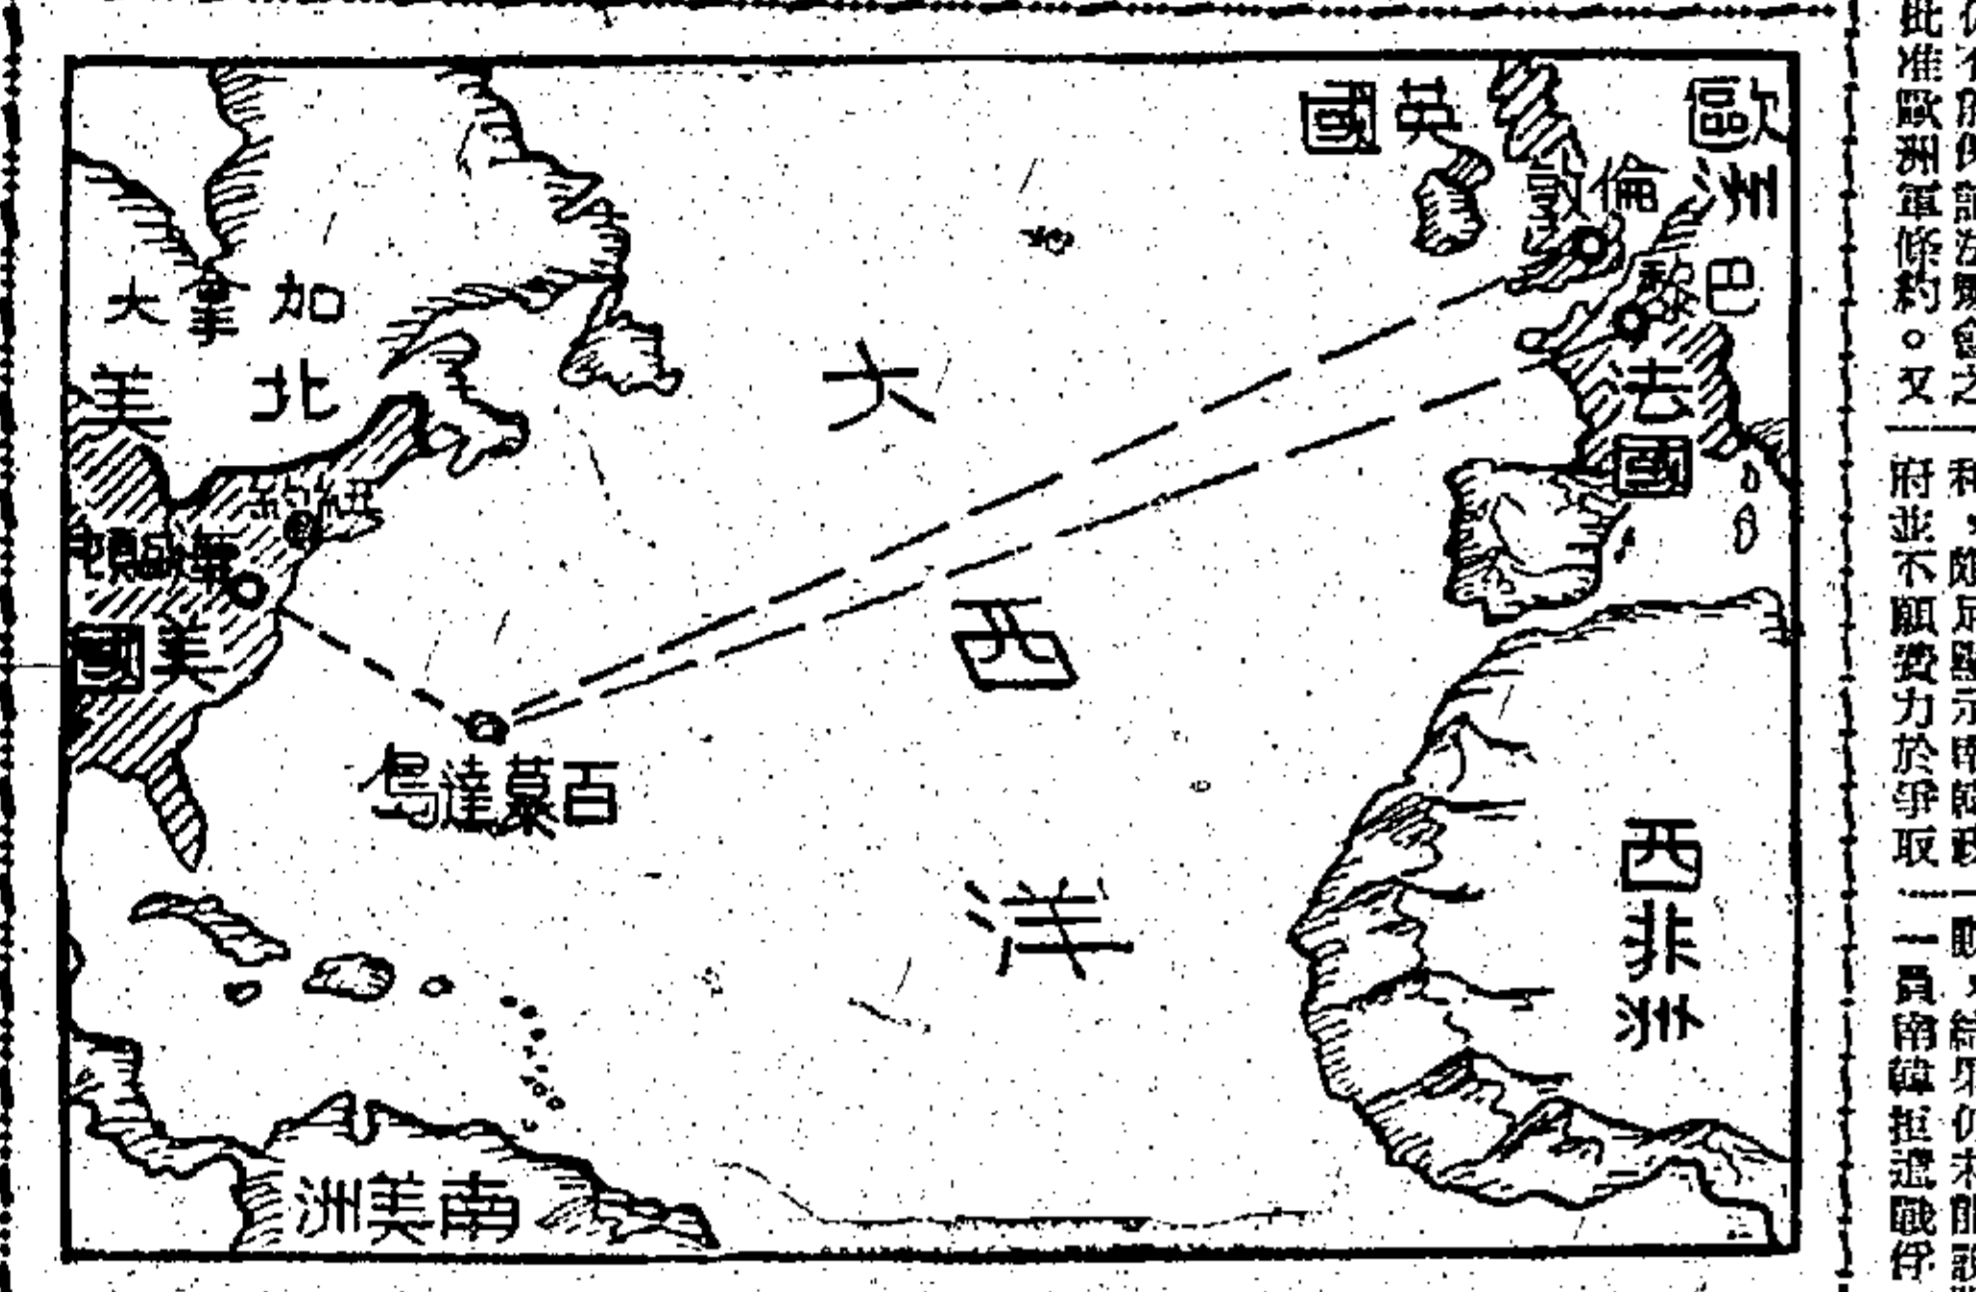 歐洲
英國
倫敦
巴黎
法國
加拿大
北美
紐約
華盛頓
美國
百慕達島
大西洋
西非洲
南美洲
此准歐洲軍條約。又
府並不願費力於爭取
一員南韓拒遣戰俘